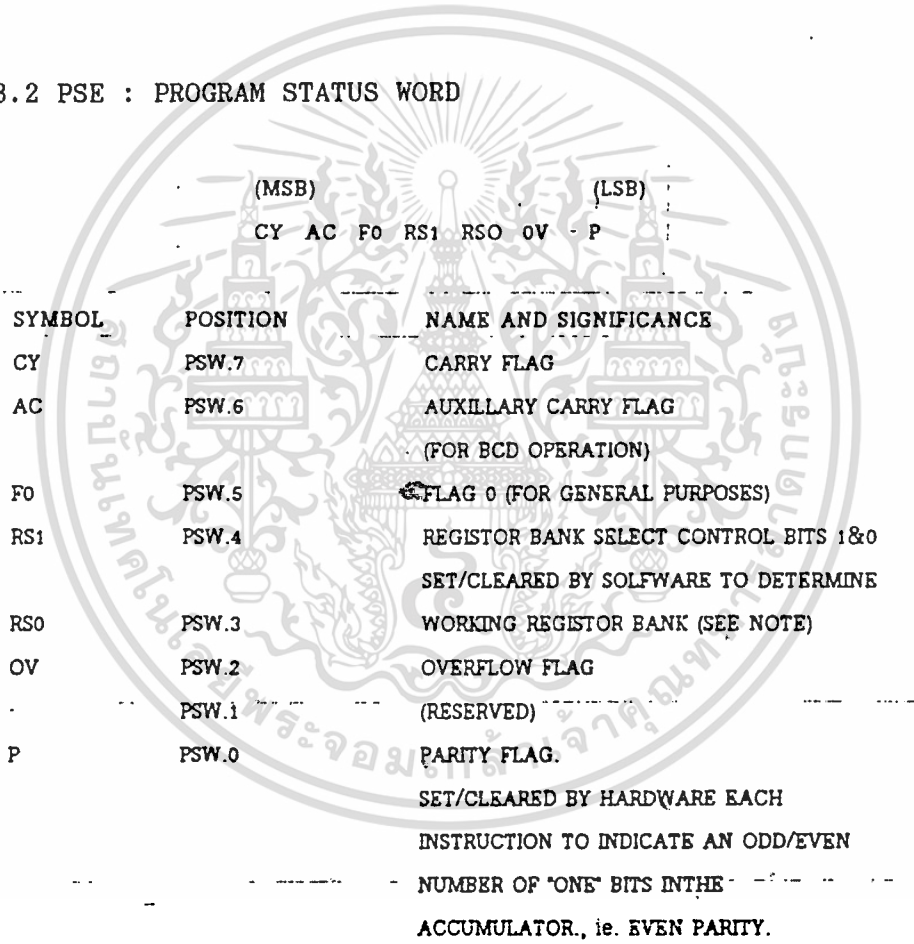 3.2 PSE : PROGRAM STATUS WORD
(MSB) (LSB)
CY AC F0 RS1 RSO OV - P
SYMBOL POSITION NAME AND SIGNIFICANCE
CY PSW.7 CARRY FLAG
AC PSW.6 AUXILLARY CARRY FLAG
(FOR BCD OPERATION)
F0 PSW.5 FLAG 0 (FOR GENERAL PURPOSES)
RS1 PSW.4 REGISTOR BANK SELECT CONTROL BITS 1&0
SET/CLEARED BY SOLFWARE TO DETERMINE
RS0 PSW.3 WORKING REGISTOR BANK (SEE NOTE)
OV PSW.2 OVERFLOW FLAG
- PSW.1 (RESERVED)
P PSW.0 PARITY FLAG.
SET/CLEARED BY HARDWARE EACH
INSTRUCTION TO INDICATE AN ODD/EVEN
NUMBER OF "ONE" BITS INTHE
ACCUMULATOR., ie. EVEN PARITY.